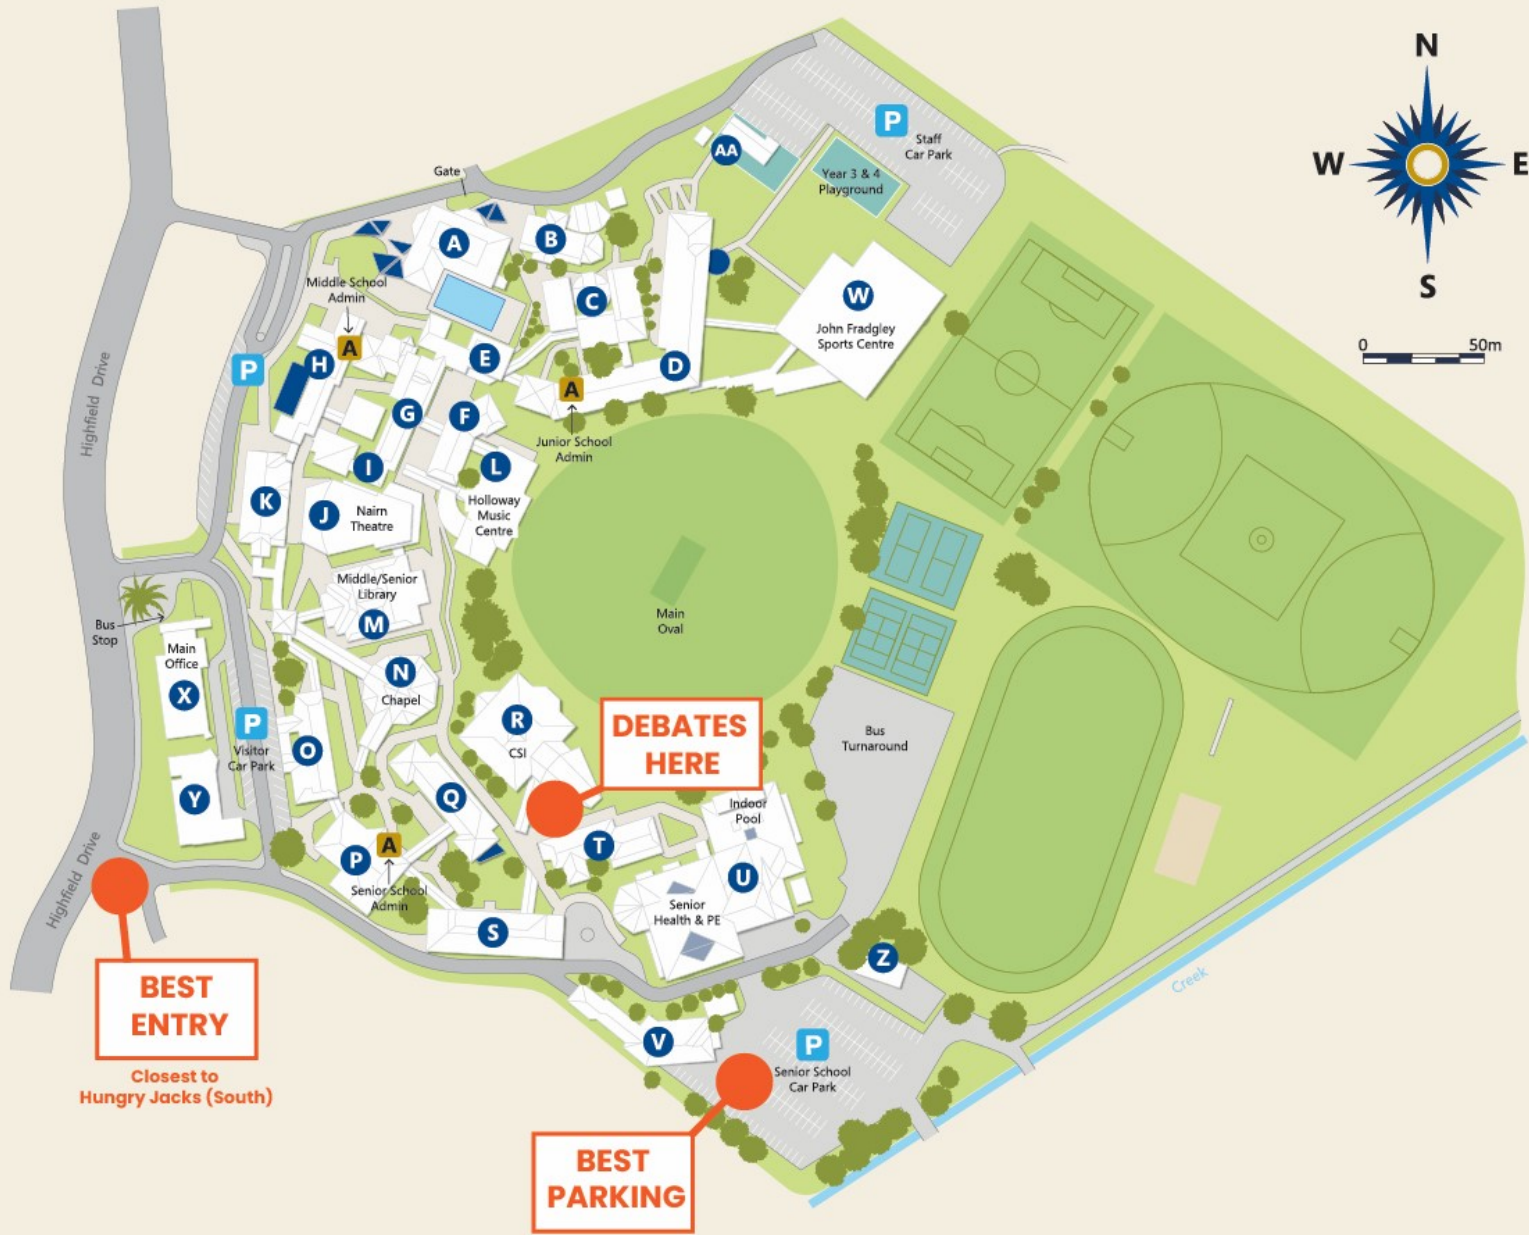 N
W
E
S
0
50m
P
Staff
Car Park
AA
Year 3 & 4
Playground
Gate
A
B
Middle School
Admin
C
W
John Fradgley
Sports Centre
A
P
H
E
D
Highfield Drive
G
F
A
Junior School
Admin
I
L
Holloway
Music
Centre
K
J
Nairn
Theatre
Middle/Senior
Library
M
Main
Oval
Bus
Stop
Main
Office
X
N
Chapel
R
CSI
DEBATES
HERE
Bus
Turnaround
P
Visitor
Car Park
O
Y
Q
Indoor
Pool
P
A
Senior School
Admin
T
U
Senior
Health & PE
Highfield Drive
S
Z
Creek
BEST
ENTRY
Closest to
Hungry Jacks (South)
V
P
Senior School
Car Park
BEST
PARKING